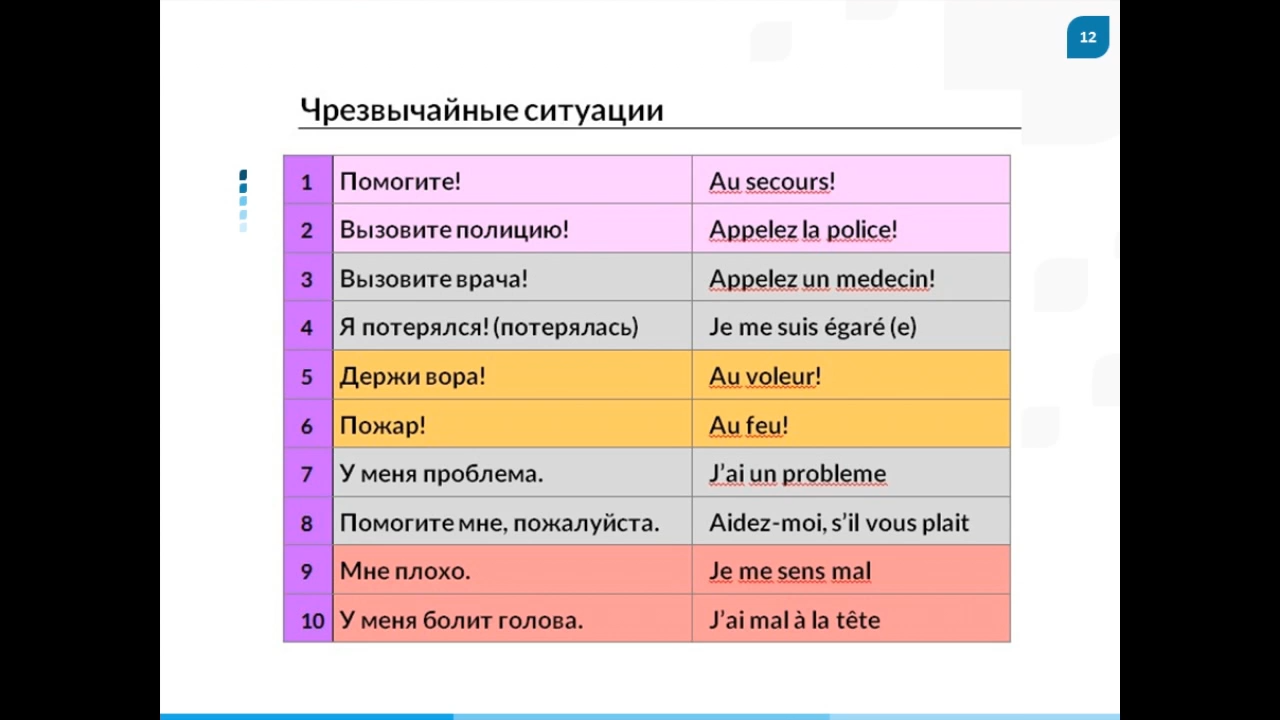 12
Чрезвычайные ситуации
1 Помогите! Au secours!
2 Вызовите полицию! Appelez la police!
3 Вызовите врача! Appelez un medecin!
4 Я потерялся! (потерялась) Je me suis égaré (e)
5 Держи вора! Au voleur!
6 Пожар! Au feu!
7 У меня проблема. J’ai un probleme
8 Помогите мне, пожалуйста. Aidez-moi, s’il vous plait
9 Мне плохо. Je me sens mal
10 У меня болит голова. J’ai mal à la tête